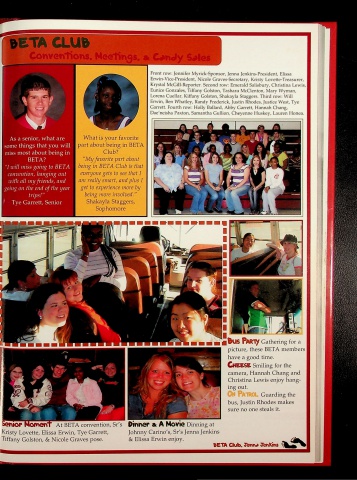 BETA CLUB
Conventions, Meetings, & Candy Sales
Front row: Jennifer Myrick-Sponsor, Jenna Jenkins-President, Elissa
Erwin-Vice-President, Nicole Graves-Secretary, Kristy Lovette-Treasurer,
Krystal McGill-Reporter. Second row: Emerald Salisbury, Christina Lewis,
Eunice Gonzales, Tiffany Golston, Tashara McClarnice, Mary Wyman,
Lorena Cuellar, Kiffany Golston, Shakayla Staggers. Third row: Will
Erwin, Ben Whatley, Randy Frederick, Justin Rhodes, Justice West, Tye
Garrett. Fourth row: Holly Ballard, Abby Garrett, Hannah Chang,
Paxton, Samantha Guillen, Cheyenne Huskey, Lauren Horne.
As a senior, what are
some things that you will
miss most about being in
BETA?
"I will miss going to BETA
convention, hanging out
with all my friends, and
going on the end of the year
trips!"
Tye Garrett, Senior
What is your favorite
part about being in BETA
Club?
"My favorite part about
being in BETA Club is that
everyone gets to see that I
am really smart, and plus I
get to experience more by
being more involved."
Shakayla Staggers,
Sophomore
Bus Party Gathering for a
picture, these BETA members
have a good time.
Cheese Smiling for the
camera, Hannah Chang and
Christina Lewis enjoy hang-
ing out.
On Patrol Guarding the
bus, Justin Rhodes makes
sure no one steals it.
Senior Moment At BETA convention, Sr's
Kristy Lovette, Elissa Erwin, Tye Garrett,
Tiffany Golston, & Nicole Graves pose.
Dinner & A Movie Dining at
Johnny Carino's, Sr's Jenna Jenkins
& Elissa Erwin enjoy.
BETA Club, Jenna Jenkins